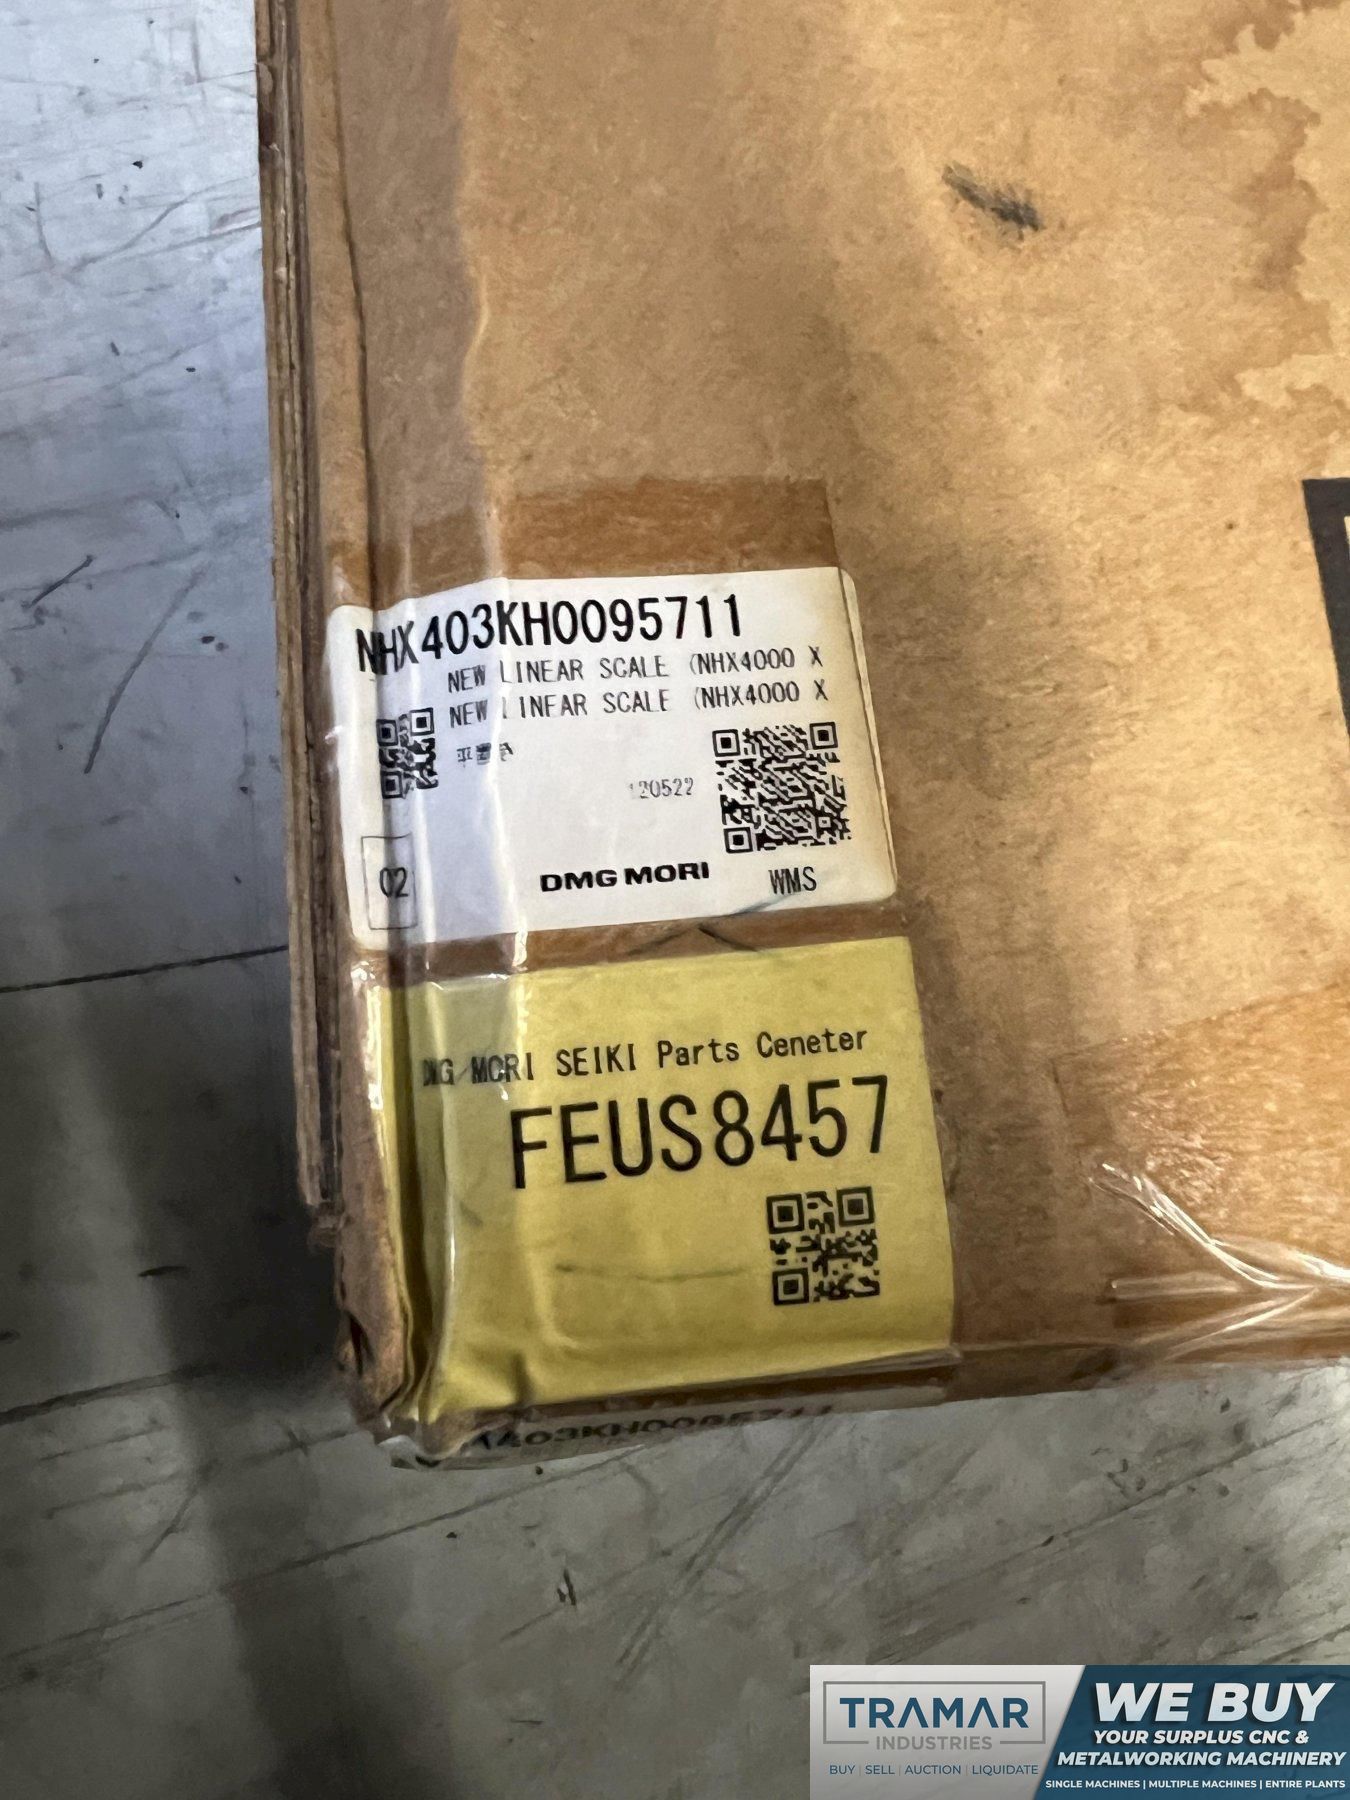 NHX403KH0095711
NEW LINEAR SCALE (NHX4000 X
NEW LINEAR SCALE (NHX4000 X
120522
02
DMG MORI
WMS
DMG MORI SEIKI Parts Ceneter
FEUS8457
403KH0095711
TRAMAR
INDUSTRIES
BUY | SELL | AUCTION | LIQUIDATE
WE BUY
YOUR SURPLUS CNC &
METALWORKING MACHINERY
SINGLE MACHINES | MULTIPLE MACHINES | ENTIRE PLANTS